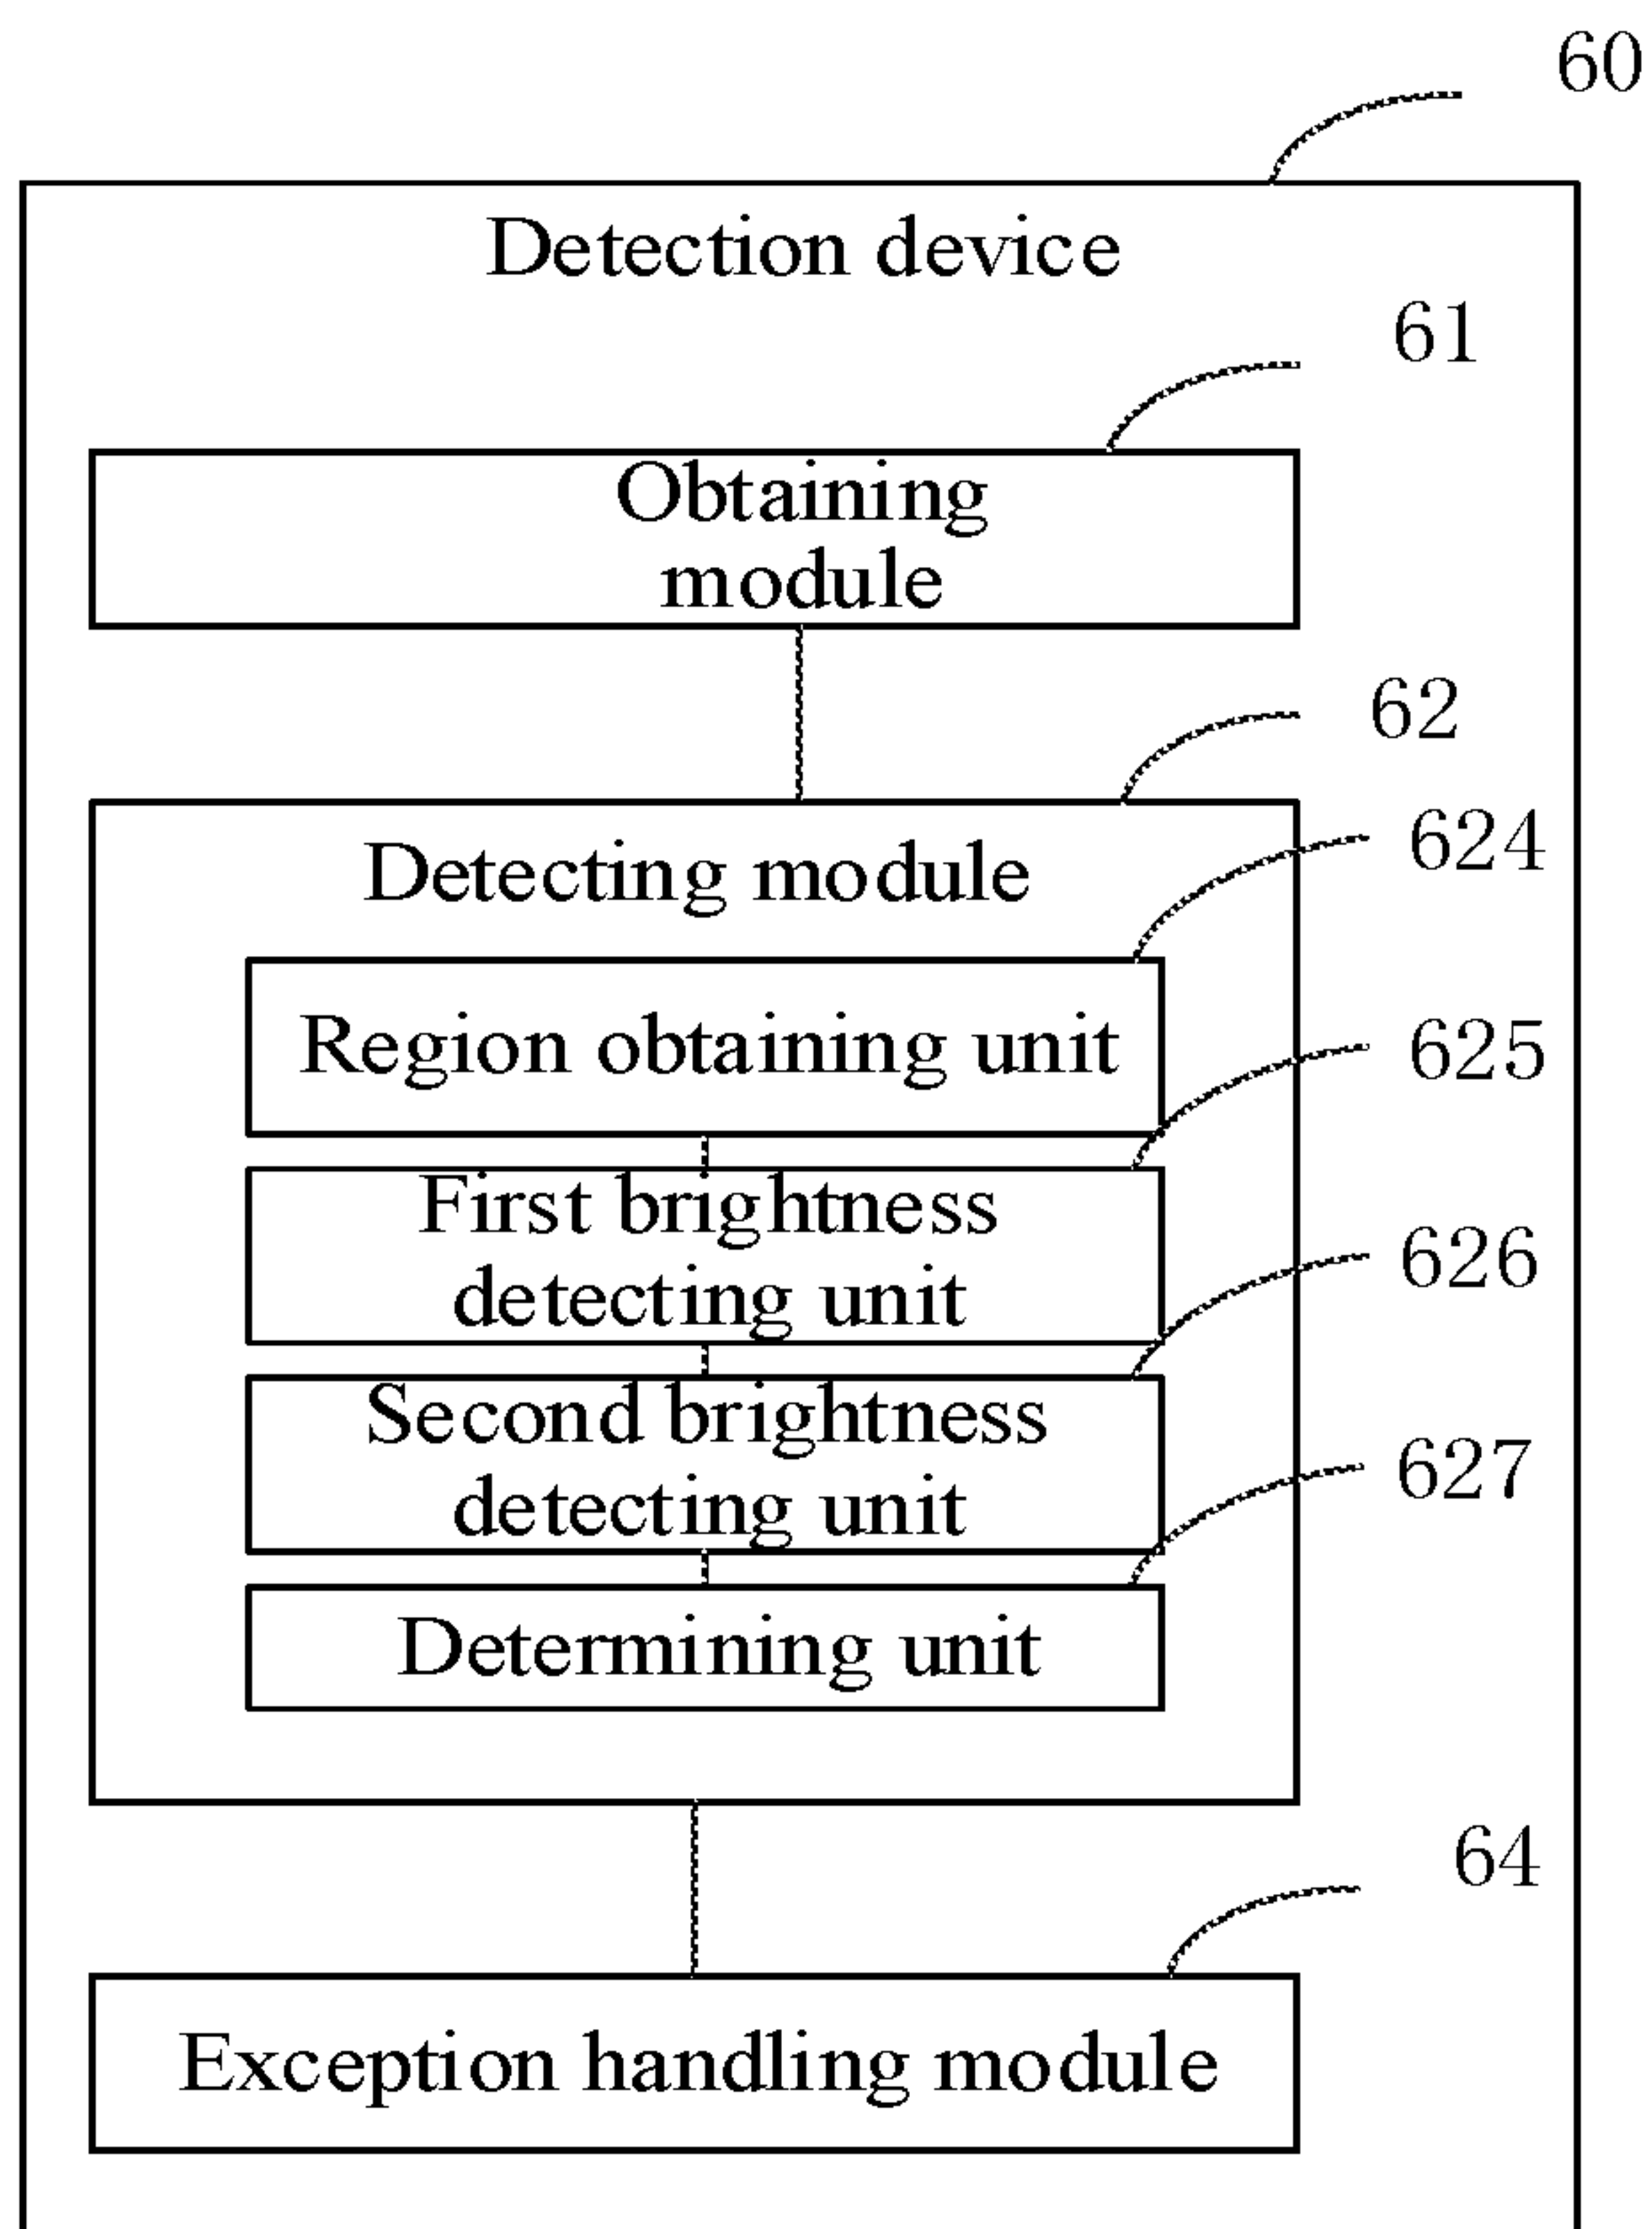 60
Detection device
61
Obtaining
module
62
Detecting module
624
Region obtaining unit
625
First brightness
detecting unit
626
Second brightness
detecting unit
627
Determining unit
64
Exception handling module